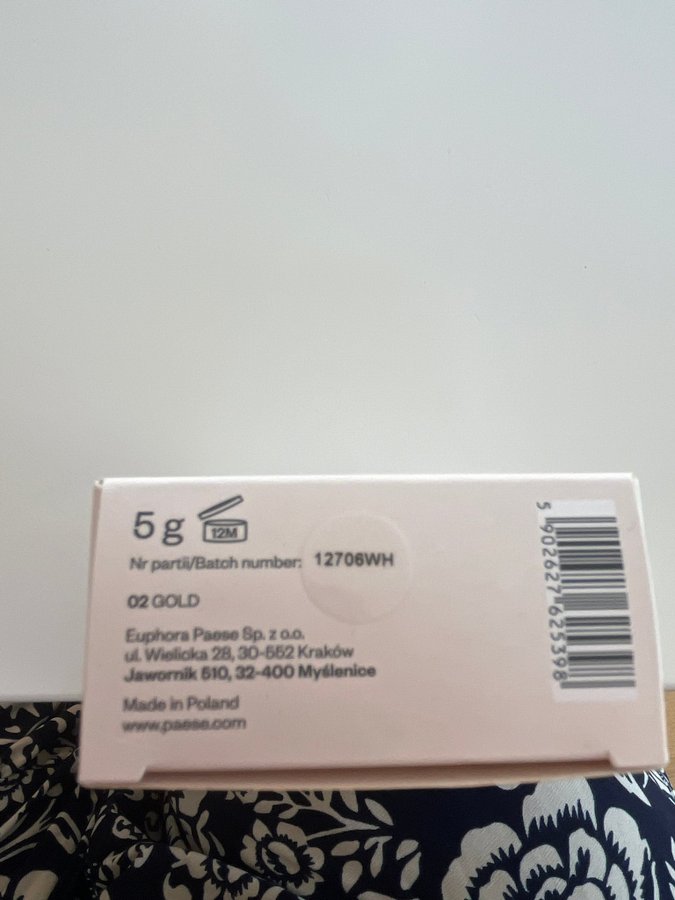 5 g 12M
Nr partii/Batch number: 12706WH
02 GOLD
Euphora Paese Sp. z o.o.
ul. Wielicka 28, 30-552 Kraków
Jawornik 510, 32-400 Myślenice
Made in Poland
www.paese.com
5 902627 625398